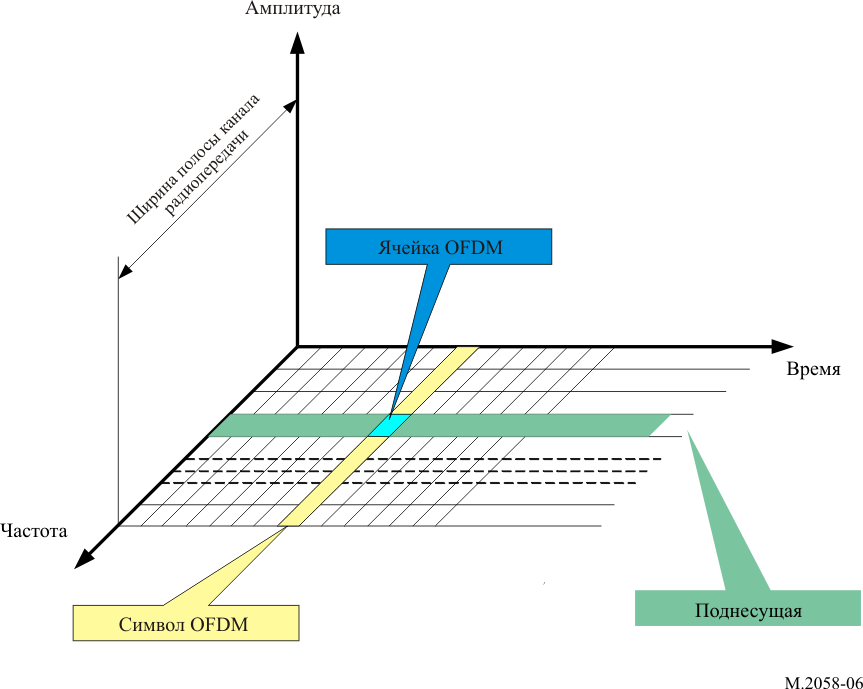 Амплитуда
Ширина полосы канала
радиопередачи
Ячейка OFDM
Время
Частота
Символ OFDM
Поднесущая
M.2058-06